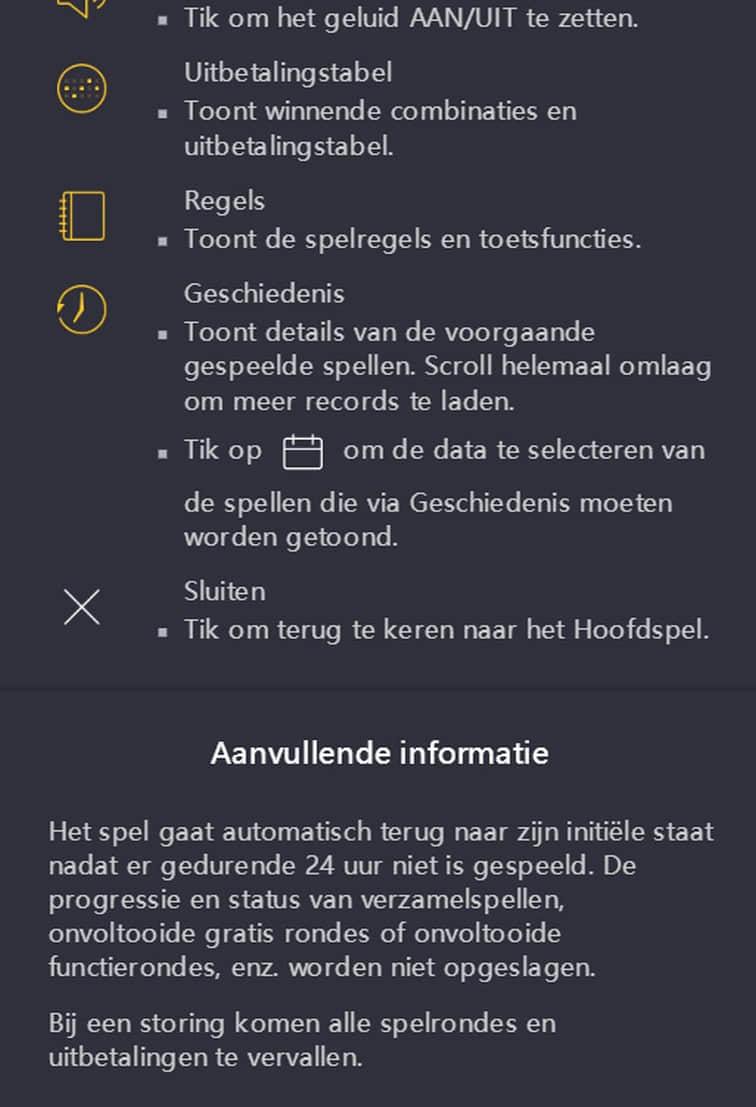 Tik om het geluid AAN/UIT te zetten.
Uitbetalingstabel
Toont winnende combinaties en
uitbetalingstabel.
Regels
Toont de spelregels en toetsfuncties.
Geschiedenis
Toont details van de voorgaande
gespeelde spellen. Scroll helemaal omlaag
om meer records te laden.
Tik op om de data te selecteren van
de spellen die via Geschiedenis moeten
worden getoond.
Sluiten
Tik om terug te keren naar het Hoofdspel.
Aanvullende informatie
Het spel gaat automatisch terug naar zijn initiële staat
nadat er gedurende 24 uur niet is gespeeld. De
progressie en status van verzamelspellen,
onvoltooide gratis rondes of onvoltooide
functierondes, enz. worden niet opgeslagen.
Bij een storing komen alle spelrondes en
uitbetalingen te vervallen.